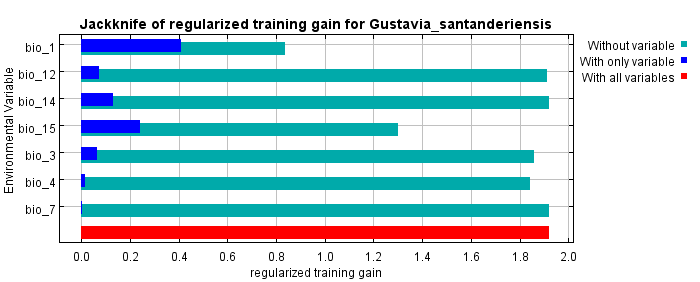 Jackknife of regularized training gain for Gustavia_santanderiensis
Without variable
With only variable
With all variables
Environmental Variable
bio_1
bio_12
bio_14
bio_15
bio_3
bio_4
bio_7
0.0 0.2 0.4 0.6 0.8 1.0 1.2 1.4 1.6 1.8 2.0
regularized training gain